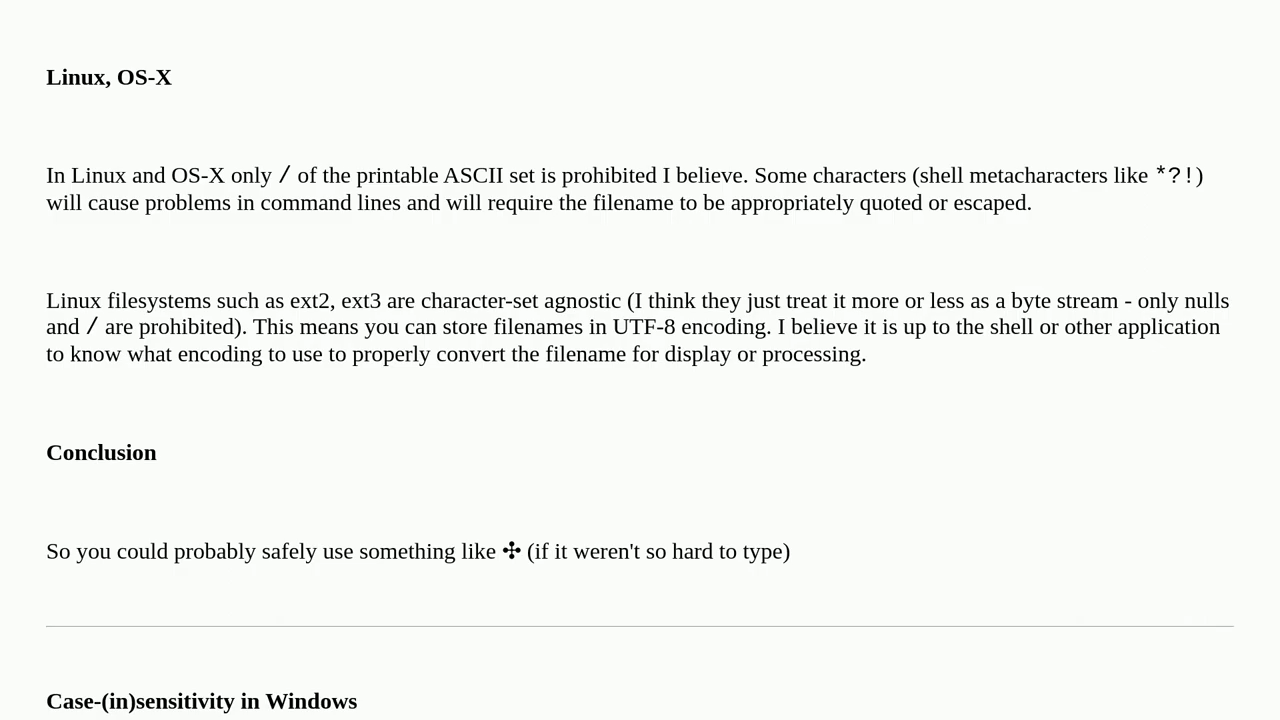 Linux, OS-X
In Linux and OS-X only / of the printable ASCII set is prohibited I believe. Some characters (shell metacharacters like *?!)
will cause problems in command lines and will require the filename to be appropriately quoted or escaped.
Linux filesystems such as ext2, ext3 are character-set agnostic (I think they just treat it more or less as a byte stream - only nulls
and / are prohibited). This means you can store filenames in UTF-8 encoding. I believe it is up to the shell or other application
to know what encoding to use to properly convert the filename for display or processing.
Conclusion
So you could probably safely use something like ✣ (if it weren't so hard to type)
Case-(in)sensitivity in Windows